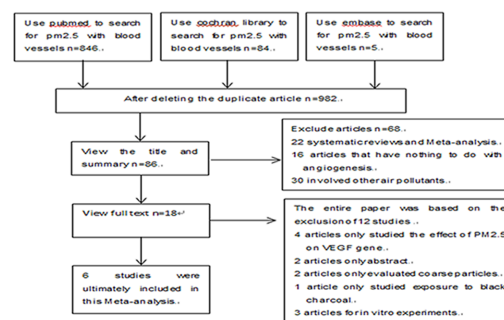 Use pubmed to search
for pm2.5 with blood
vessels n=846.
Use cochran library to
search for pm2.5 with
blood vessels n=84.
Use embase to search
for pm2.5 with blood
vessels n=5.
After deleting the duplicate article n=982.
View the title and
summary n=86.
Exclude articles n=68.
22 systematic reviews and Meta-analysis.
16 articles that have nothing to do with
angiogenesis.
30 involved other air pollutants.
View full text n=18↵
The entire paper was based on the
exclusion of 12 studies.
4 articles only studied the effect of PM2.5
on VEGF gene.
2 articles only abstract.
2 articles only evaluated coarse particles.
1 article only studied exposure to black
charcoal.
3 articles for in vitro experiments.
6 studies were
ultimately included in
this Meta-analysis.